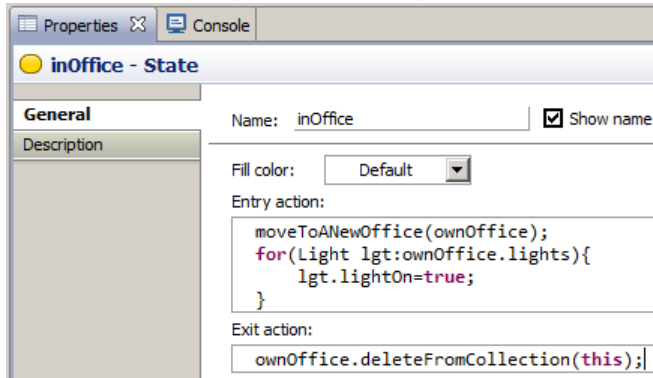 Properties Console
inOffice - State
General
Description
Name: inOffice Show name
Fill color: Default
Entry action:
moveToANewOffice(ownOffice);
for(Light lgt:ownOffice.lights){
lgt.lightOn=true;
}
Exit action:
ownOffice.deleteFromCollection(this);